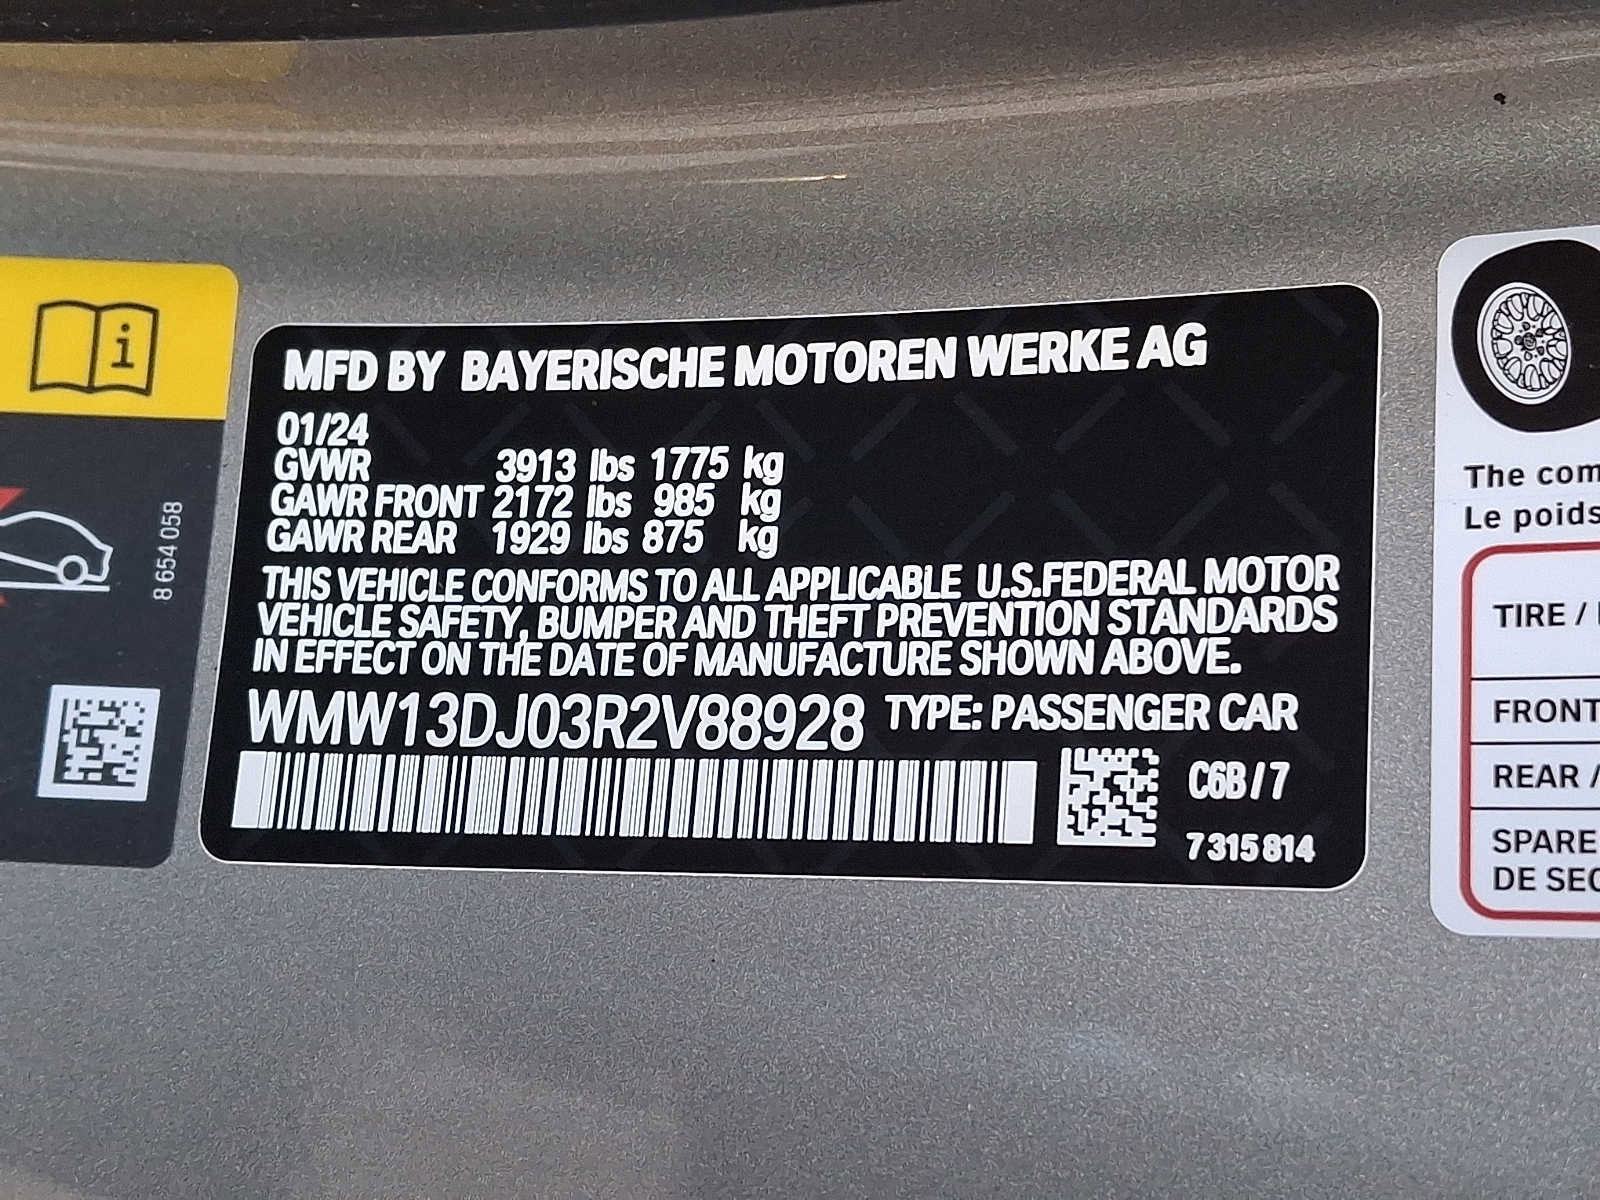 MFD BY BAYERISCHE MOTOREN WERKE AG
01/24
GVWR 3913 lbs 1775 kg
GAWR FRONT 2172 lbs 985 kg
GAWR REAR 1929 lbs 875 kg
THIS VEHICLE CONFORMS TO ALL APPLICABLE U.S.FEDERAL MOTOR
VEHICLE SAFETY, BUMPER AND THEFT PREVENTION STANDARDS
IN EFFECT ON THE DATE OF MANUFACTURE SHOWN ABOVE.
WMW13DJ03R2V88928 TYPE: PASSENGER CAR
C6B/7
7 315 814
8 654 058
The com
Le poids
TIRE /
FRONT
REAR /
SPARE
DE SEC